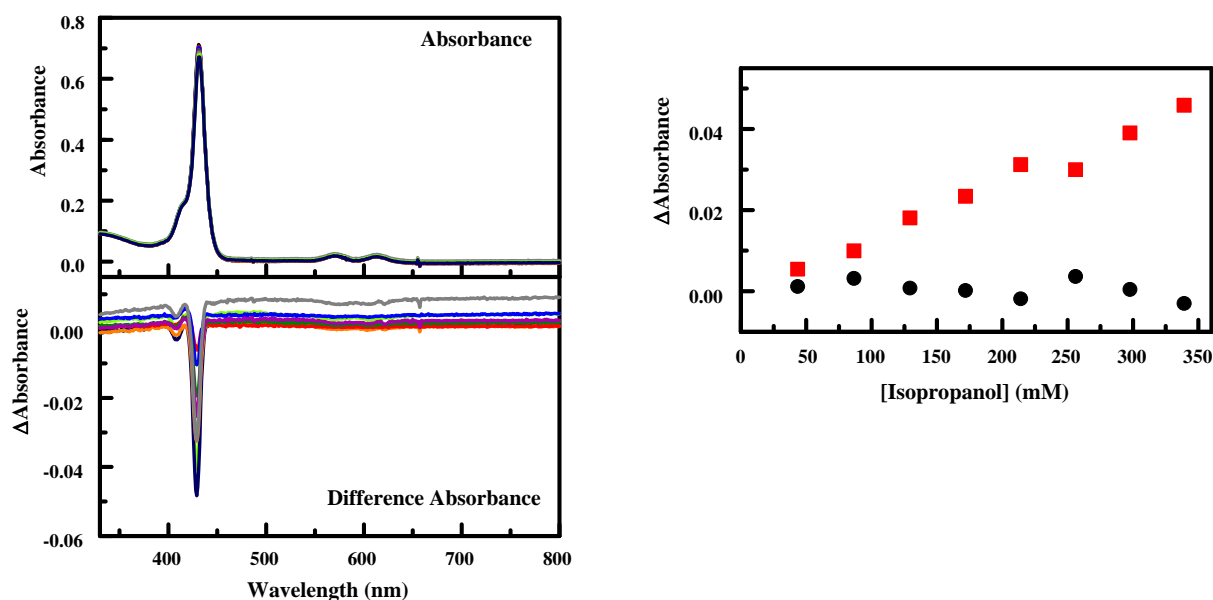 0.8
Absorbance
0.6
0.4
0.2
0.0
Absorbance
0.00
-0.02
-0.04
-0.06
ΔAbsorbance
Difference Absorbance
400 500 600 700 800
Wavelength (nm)
0.04
0.02
0.00
ΔAbsorbance
0 50 100 150 200 250 300 350
[Isopropanol] (mM)